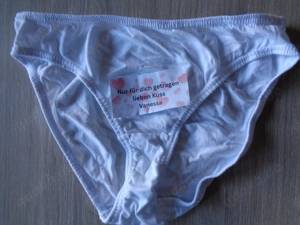 Nur für dich getragen
lieben Kuss
Vanessa